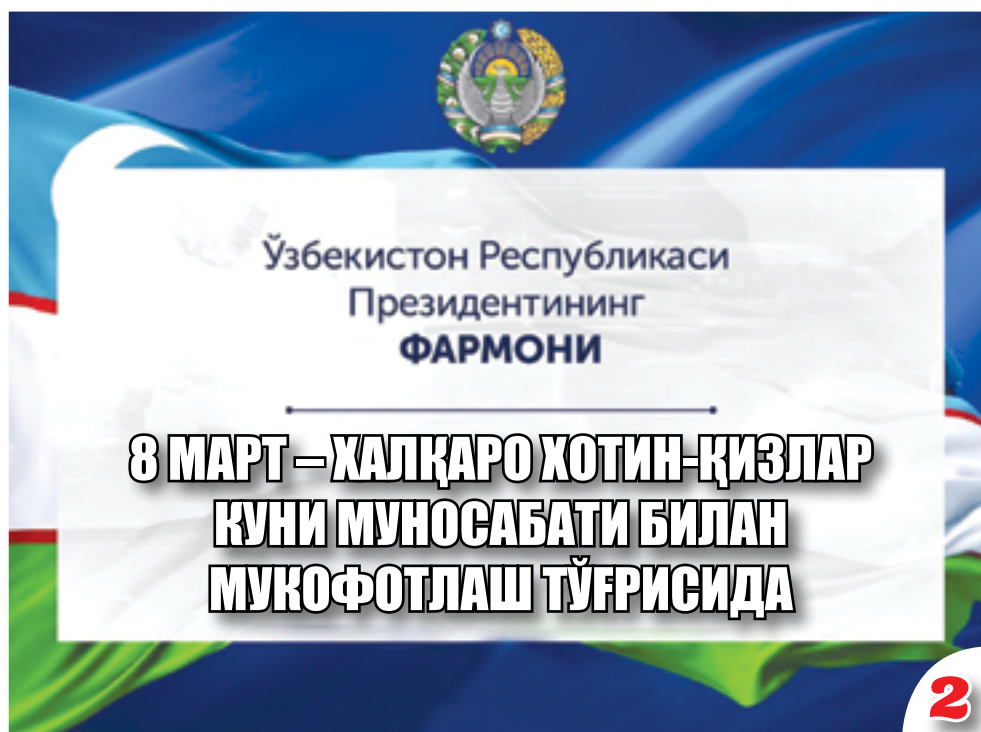 Ўзбекистон Республикаси
Президентининг
ФАРМОНИ
8 МАРТ – ХАЛҚАРО ХОТИН-ҚИЗЛАР
КУНИ МУНОСАБАТИ БИЛАН
МУКОФОТЛАШ ТЎҒРИСИДА
2